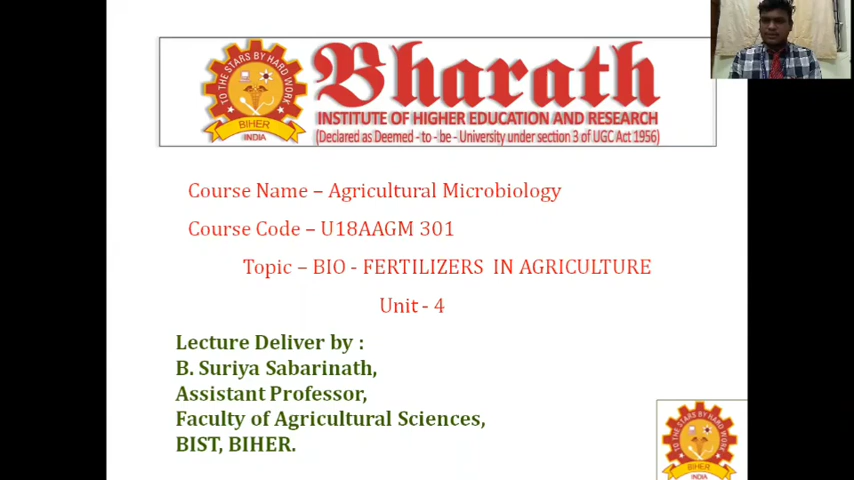 TO THE STARS BY HARD WORK
BIHER
INDIA
Bharath
INSTITUTE OF HIGHER EDUCATION AND RESEARCH
(Declared as Deemed - to - be - University under section 3 of UGC Act 1956)
Course Name – Agricultural Microbiology
Course Code – U18AAGM 301
Topic – BIO - FERTILIZERS IN AGRICULTURE
Unit - 4
Lecture Deliver by :
B. Suriya Sabarinath,
Assistant Professor,
Faculty of Agricultural Sciences,
BIST, BIHER.
TO THE STARS BY HARD WORK
BIHER
INDIA